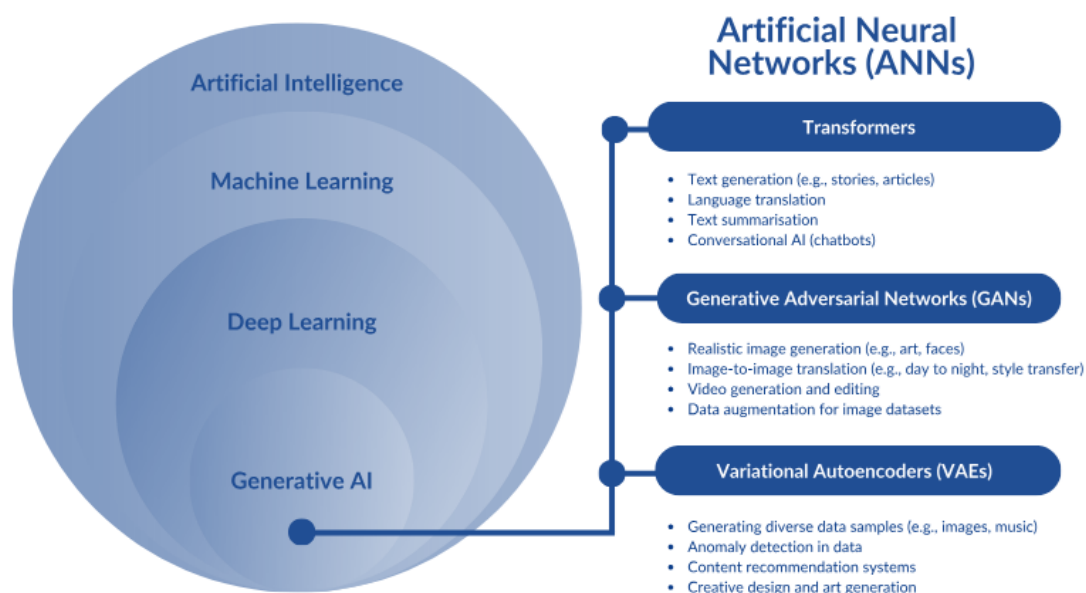 Artificial Intelligence
Machine Learning
Deep Learning
Generative AI
Artificial Neural
Networks (ANNs)
Transformers
• Text generation (e.g., stories, articles)
• Language translation
• Text summarisation
• Conversational AI (chatbots)
Generative Adversarial Networks (GANs)
• Realistic image generation (e.g., art, faces)
• Image-to-image translation (e.g., day to night, style transfer)
• Video generation and editing
• Data augmentation for image datasets
Variational Autoencoders (VAEs)
• Generating diverse data samples (e.g., images, music)
• Anomaly detection in data
• Content recommendation systems
• Creative design and art generation